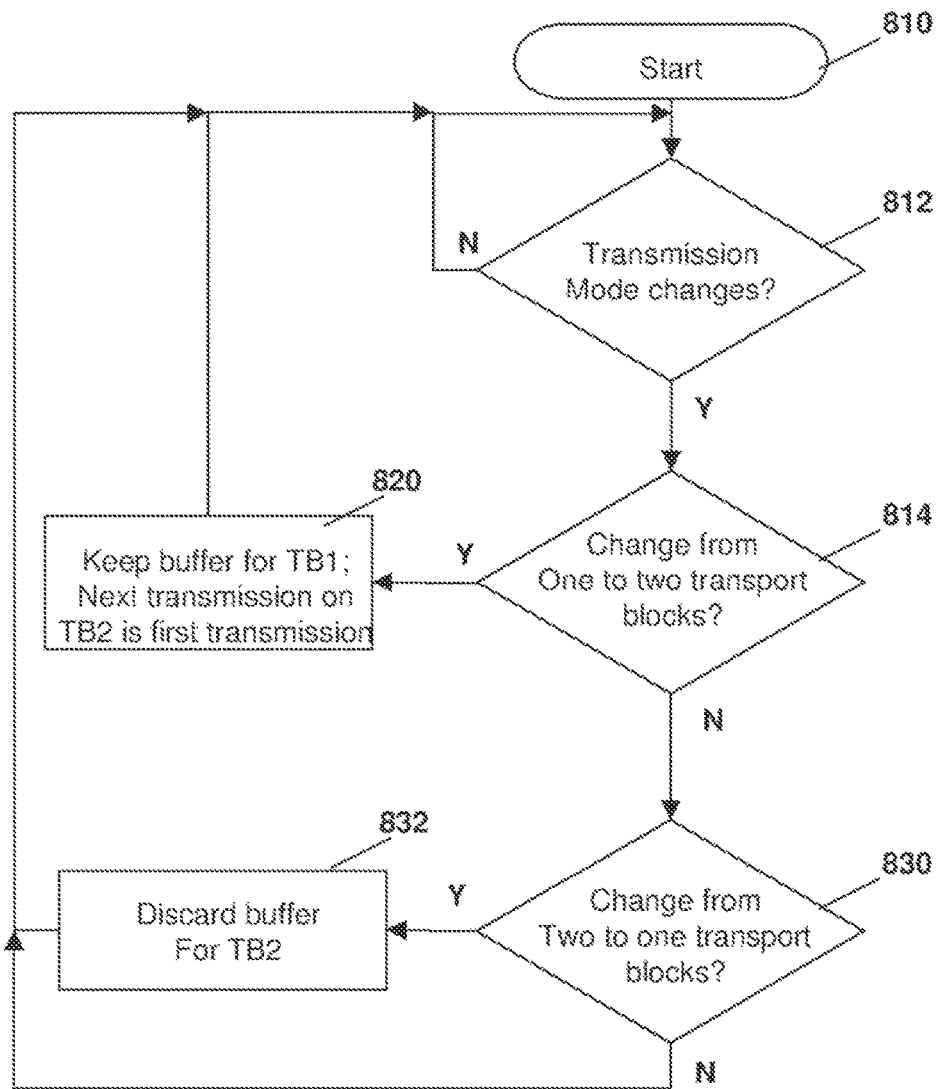 810
Start
812
N
Transmission
Mode changes?
Y
820
814
Keep buffer for TB1;
Next transmission on
TB2 is first transmission
Y
Change from
One to two transport
blocks?
N
832
830
Discard buffer
For TB2
Y
Change from
Two to one transport
blocks?
N